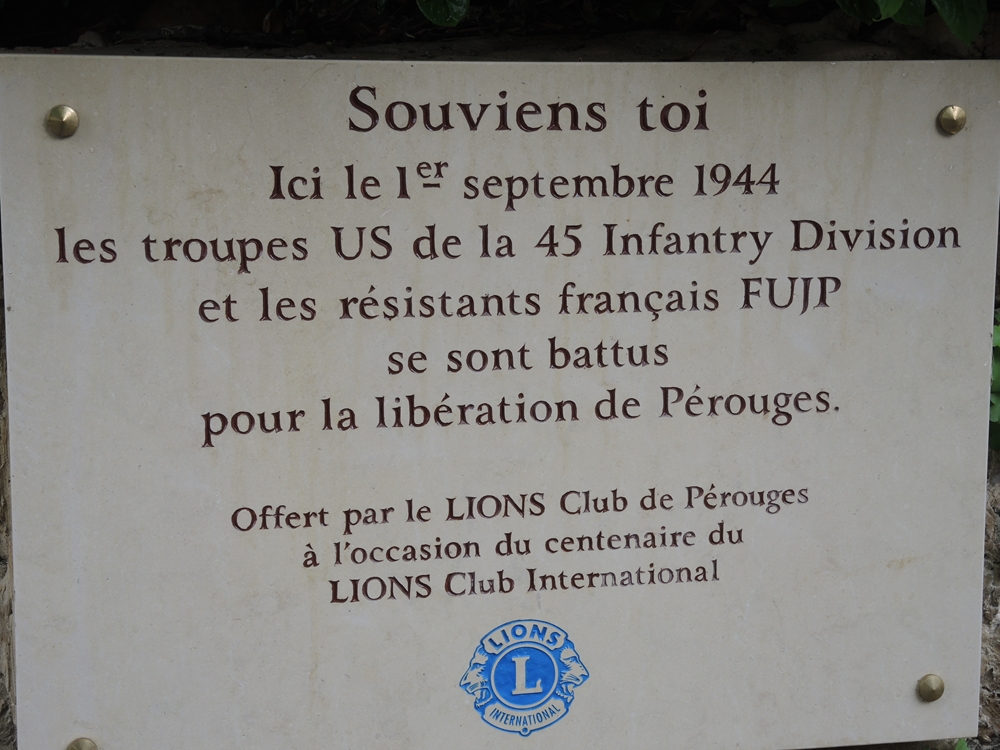 Souviens toi
Ici le 1er septembre 1944
les troupes US de la 45 Infantry Division
et les résistants français FUJP
se sont battus
pour la libération de Pérouges.
Offert par le LIONS Club de Pérouges
à l'occasion du centenaire du
LIONS Club International
LIONS
L
INTERNATIONAL